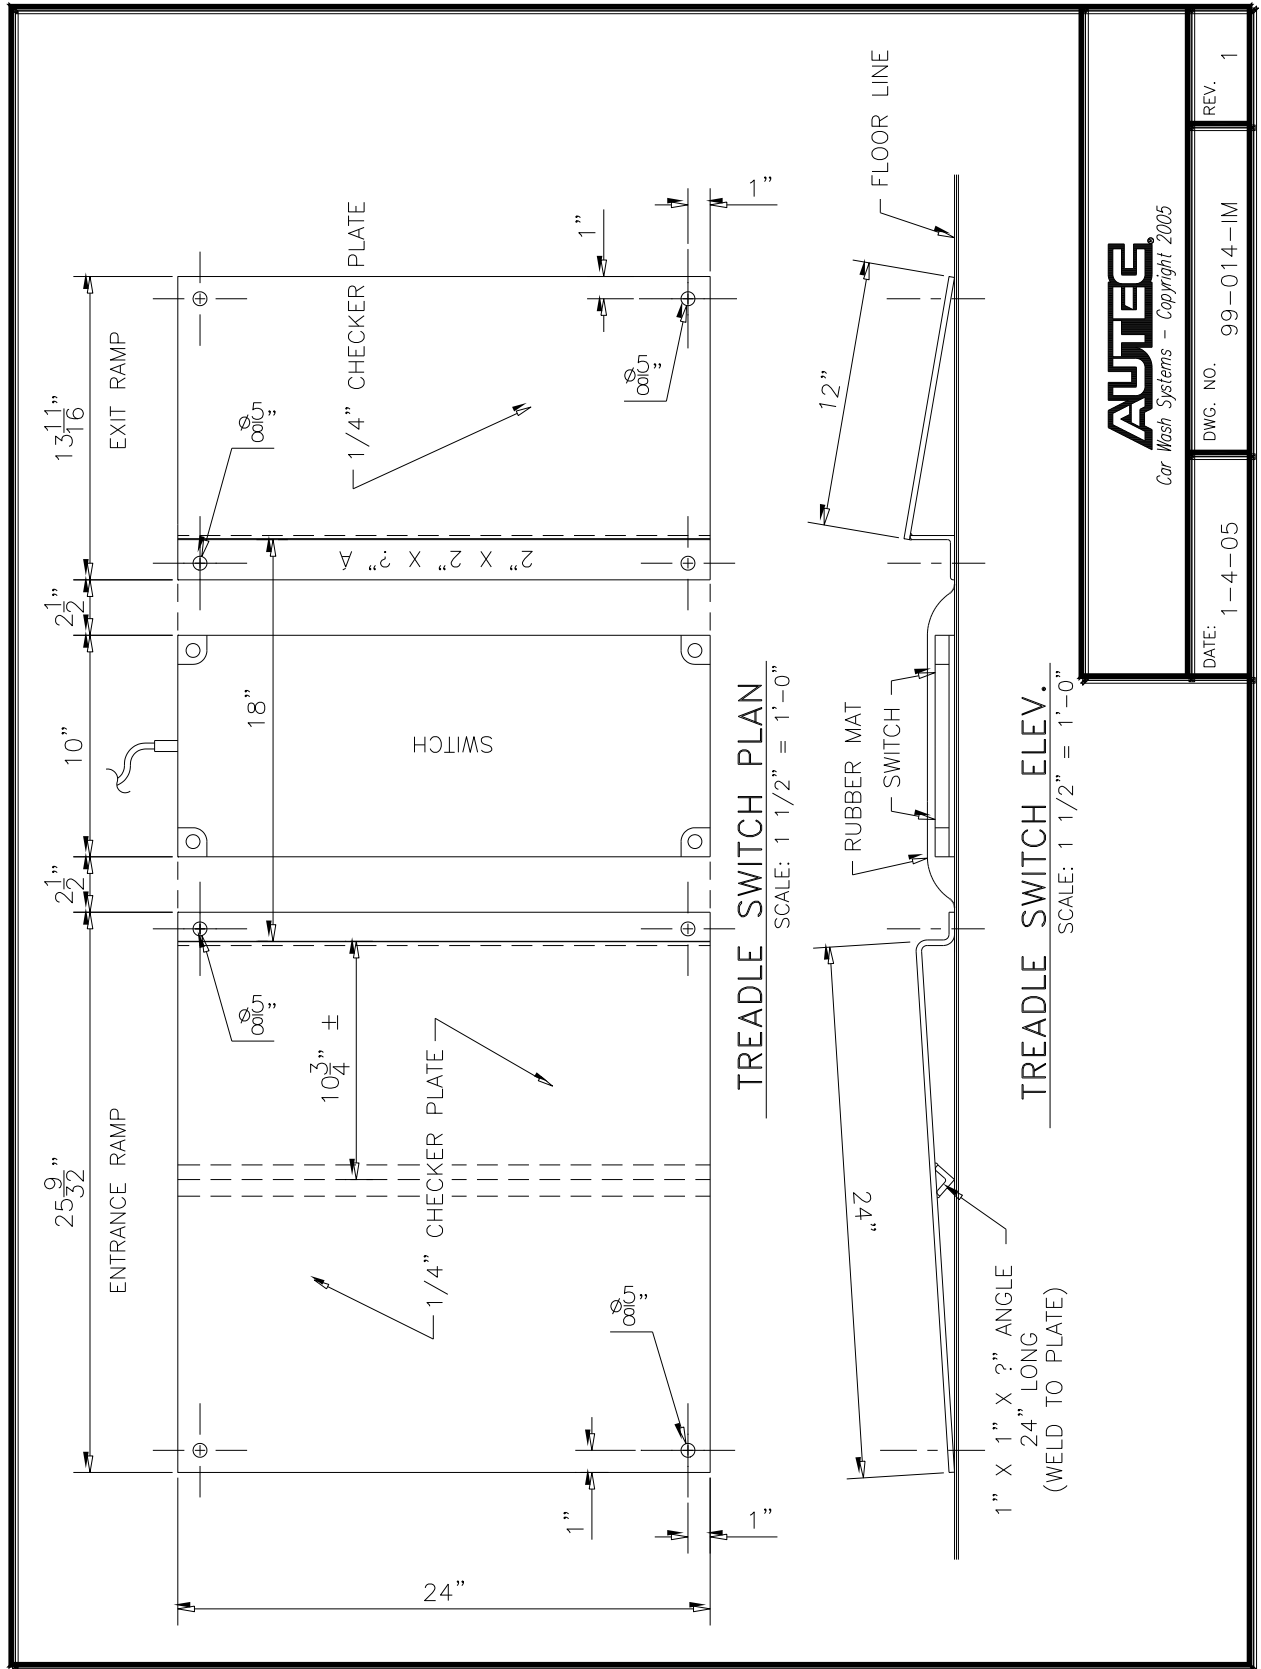 25 9/32"
2 1/2"
10"
2 1/2"
13 11/16"
ENTRANCE RAMP
EXIT RAMP
⌀5/8"
18"
⌀5/8"
10 3/4" ±
1/4" CHECKER PLATE
1/4" CHECKER PLATE
SWITCH
2" X 2" X ?" A
24"
⌀5/8"
⌀5/8"
1"
1"
1"
1"
TREADLE SWITCH PLAN
SCALE: 1 1/2" = 1'-0"
24"
12"
RUBBER MAT
SWITCH
FLOOR LINE
1" X 1" X ?" ANGLE
24" LONG
(WELD TO PLATE)
TREADLE SWITCH ELEV.
SCALE: 1 1/2" = 1'-0"
AUTEC®
Car Wash Systems - Copyright 2005
DATE:
1-4-05
DWG. NO.
99-014-IM
REV.
1